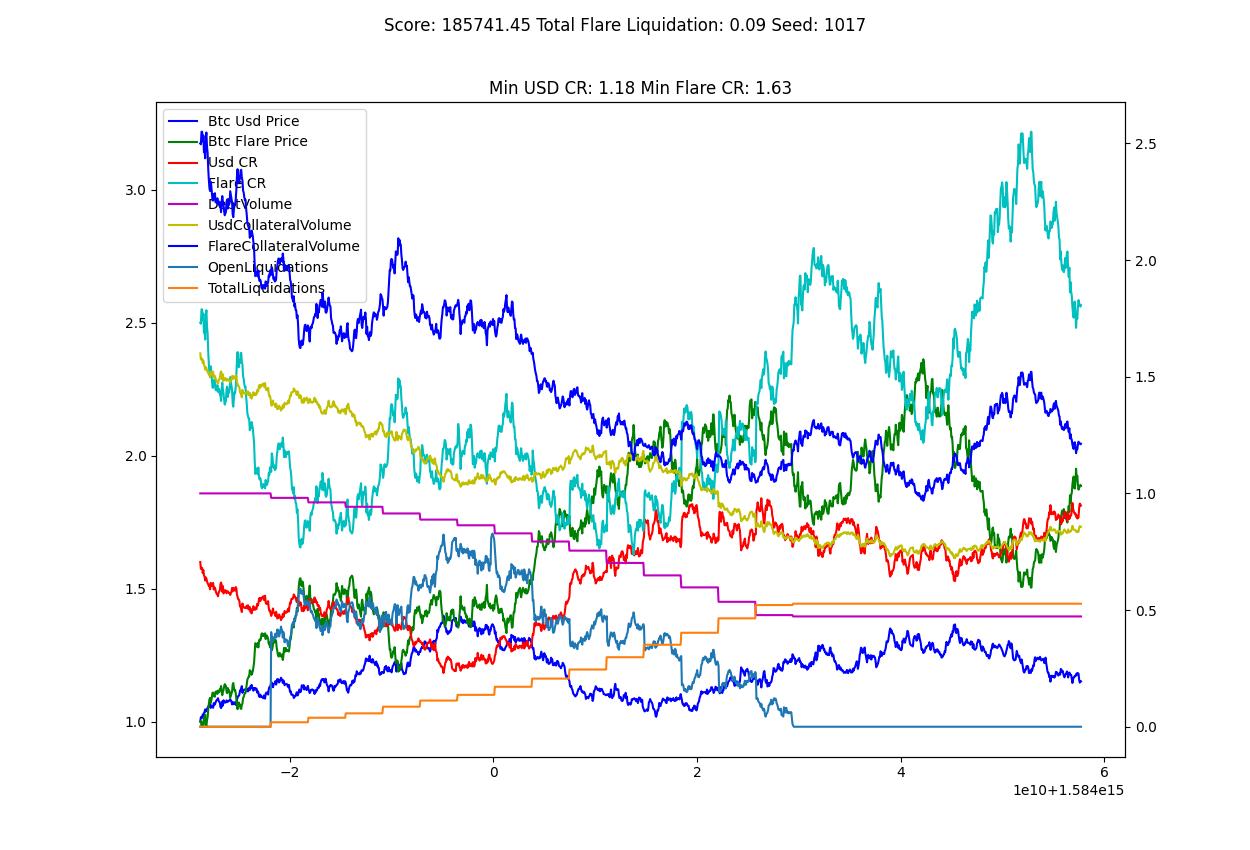 Score: 185741.45 Total Flare Liquidation: 0.09 Seed: 1017
Min USD CR: 1.18 Min Flare CR: 1.63
Btc Usd Price
Btc Flare Price
Usd CR
Flare CR
DebtVolume
UsdCollateralVolume
FlareCollateralVolume
OpenLiquidations
TotalLiquidations
3.0
2.5
2.0
1.5
1.0
2.5
2.0
1.5
1.0
0.5
0.0
−2
0
2
4
6
1e10+1.584e15